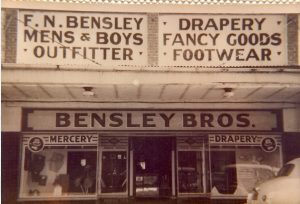 F.N. BENSLEY
MENS & BOYS
OUTFITTER
DRAPERY
FANCY GOODS
FOOTWEAR
BENSLEY BROS.
MERCERY
DRAPERY